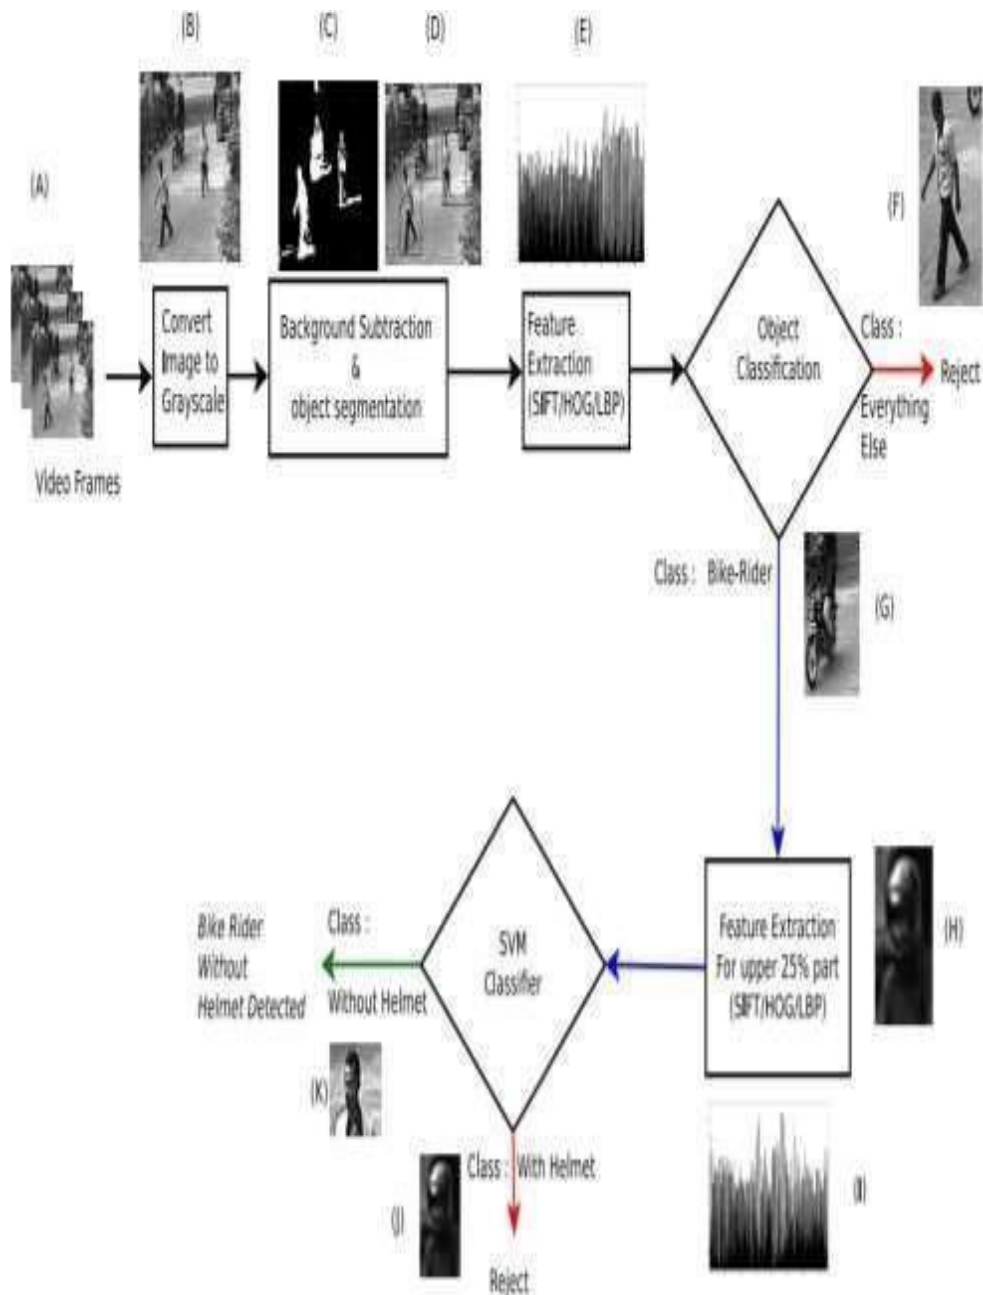 (A)
(B)
(C)
(D)
(E)
(F)
Video Frames
Convert
Image to
Grayscale
Background Subtraction
&
object segmentation
Feature
Extraction
(SIFT/HOG/LBP)
Object
Classification
Class :
Everything
Else
Reject
Class : Bike-Rider
(G)
Feature Extraction
For upper 25% part
(SIFT/HOG/LBP)
(H)
(I)
SVM
Classifier
Class :
Without Helmet
Bike Rider
Without
Helmet Detected
(K)
Class : With Helmet
(J)
Reject